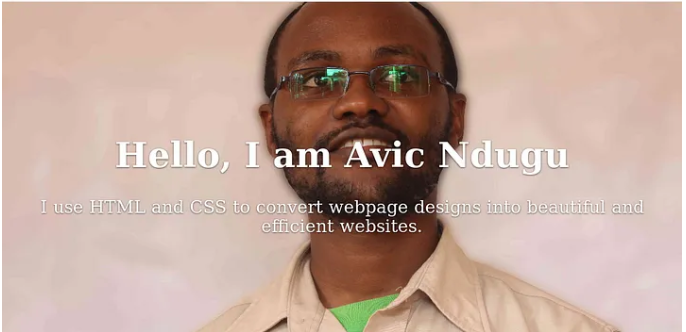 Hello, I am Avic Ndugu
I use HTML and CSS to convert webpage designs into beautiful and
efficient websites.